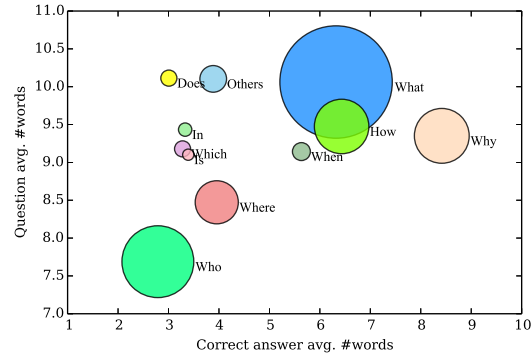 11.0
10.5
10.0
9.5
9.0
8.5
8.0
7.5
7.0
Question avg. #words
Does
Others
What
In
How
Which
Is
When
Why
Where
Who
1 2 3 4 5 6 7 8 9 10
Correct answer avg. #words